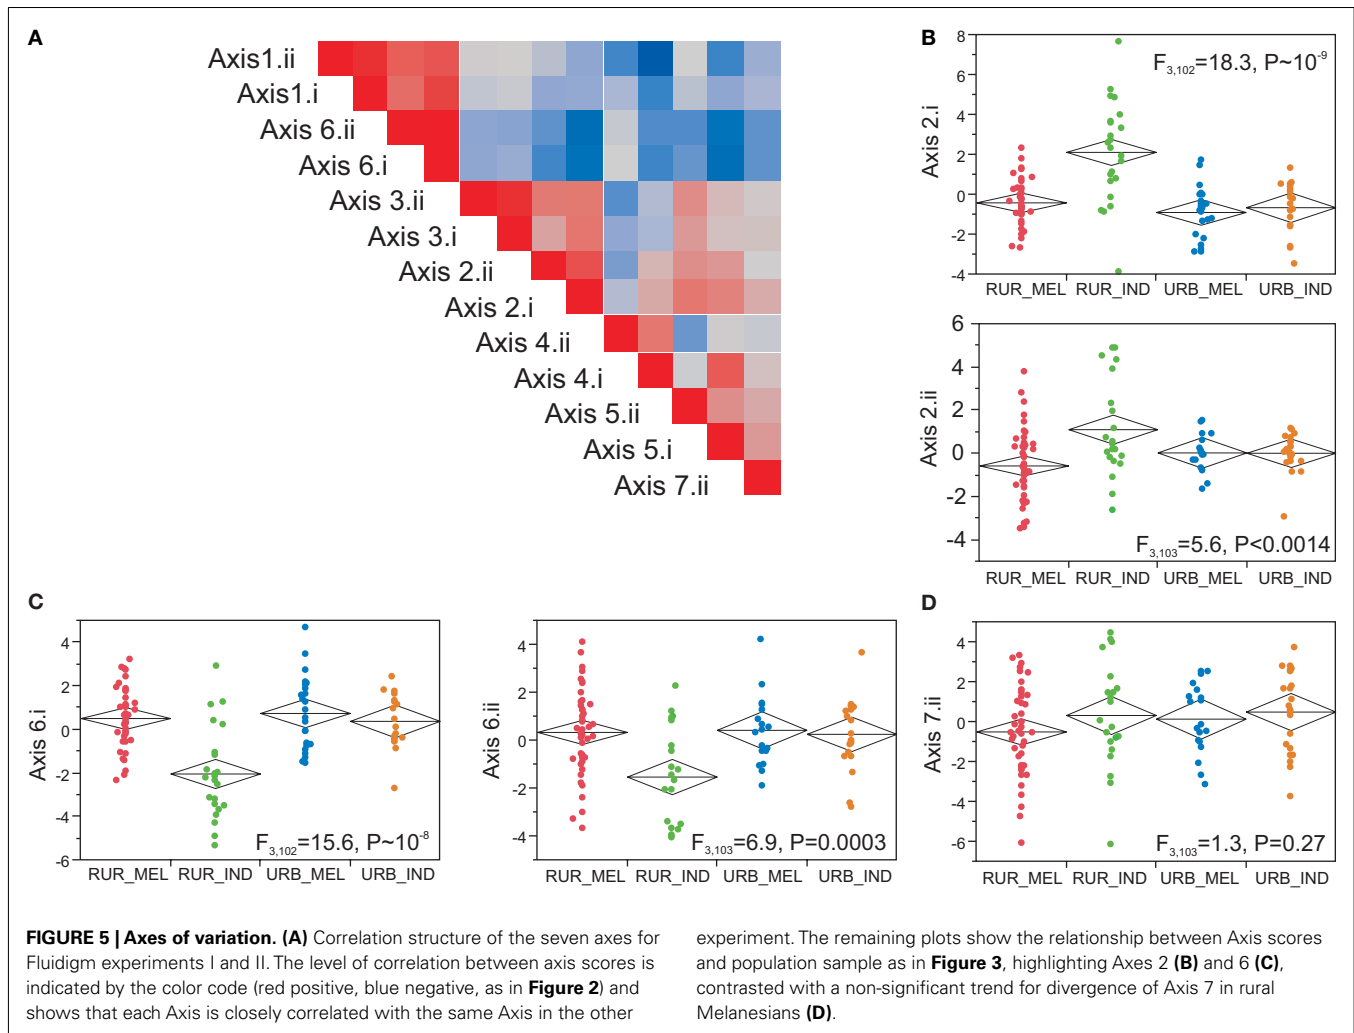 A
Axis1.ii
Axis1.i
Axis 6.ii
Axis 6.i
Axis 3.ii
Axis 3.i
Axis 2.ii
Axis 2.i
Axis 4.ii
Axis 4.i
Axis 5.ii
Axis 5.i
Axis 7.ii
B
Axis 2.i
8
6
4
2
0
-2
-4
F3,102=18.3, P~10-9
RUR_MEL RUR_IND URB_MEL URB_IND
Axis 2.ii
6
4
2
0
-2
-4
F3,103=5.6, P<0.0014
RUR_MEL RUR_IND URB_MEL URB_IND
C
Axis 6.i
4
2
0
-2
-4
-6
F3,102=15.6, P~10-8
RUR_MEL RUR_IND URB_MEL URB_IND
Axis 6.ii
4
2
0
-2
-4
F3,103=6.9, P=0.0003
RUR_MEL RUR_IND URB_MEL URB_IND
D
Axis 7.ii
4
2
0
-2
-4
-6
F3,103=1.3, P=0.27
RUR_MEL RUR_IND URB_MEL URB_IND
FIGURE 5 | Axes of variation. (A) Correlation structure of the seven axes for
Fluidigm experiments I and II. The level of correlation between axis scores is
indicated by the color code (red positive, blue negative, as in Figure 2) and
shows that each Axis is closely correlated with the same Axis in the other
experiment. The remaining plots show the relationship between Axis scores
and population sample as in Figure 3, highlighting Axes 2 (B) and 6 (C),
contrasted with a non-significant trend for divergence of Axis 7 in rural
Melanesians (D).